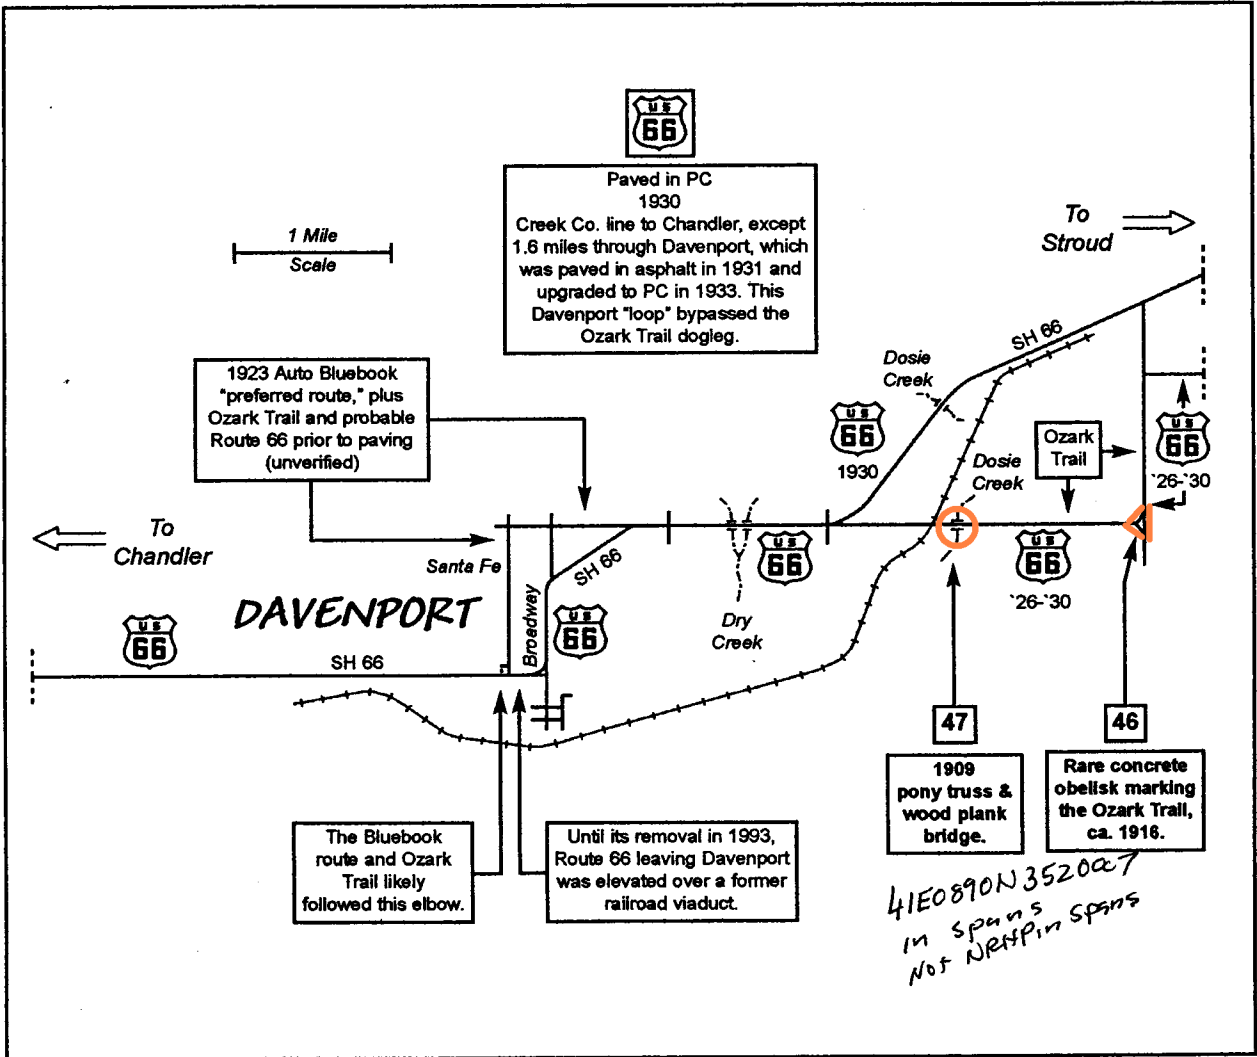 US
66
Paved in PC
1930
Creek Co. line to Chandler, except
1.6 miles through Davenport, which
was paved in asphalt in 1931 and
upgraded to PC in 1933. This
Davenport "loop" bypassed the
Ozark Trail dogleg.
To
Stroud
1 Mile
Scale
SH 66
Dosie
Creek
1923 Auto Bluebook
"preferred route," plus
Ozark Trail and probable
Route 66 prior to paving
(unverified)
US
66
1930
Ozark
Trail
US
66
'26-'30
Dosie
Creek
To
Chandler
Santa Fe
SH 66
US
66
US
66
'26-'30
DAVENPORT
Broadway
US
66
Dry
Creek
US
66
SH 66
47
46
1909
pony truss &
wood plank
bridge.
Rare concrete
obelisk marking
the Ozark Trail,
ca. 1916.
The Bluebook
route and Ozark
Trail likely
followed this elbow.
Until its removal in 1993,
Route 66 leaving Davenport
was elevated over a former
railroad viaduct.
41E0890N3520007
in spans
Not NRHP in Spans